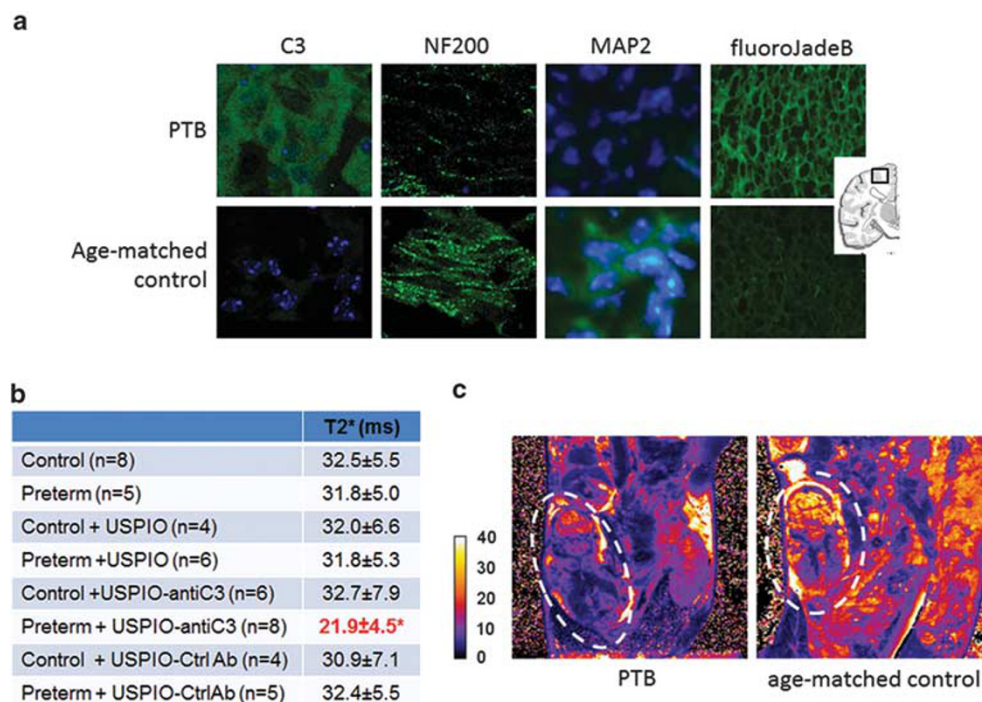 a
C3 NF200 MAP2 fluoroJadeB
PTB
Age-matched
control
b
T2* (ms)
Control (n=8) 32.5±5.5
Preterm (n=5) 31.8±5.0
Control + USPIO (n=4) 32.0±6.6
Preterm +USPIO (n=6) 31.8±5.3
Control +USPIO-antiC3 (n=6) 32.7±7.9
Preterm + USPIO-antiC3 (n=8) 21.9±4.5*
Control + USPIO-Ctrl Ab (n=4) 30.9±7.1
Preterm + USPIO-CtrlAb (n=5) 32.4±5.5
c
40
30
20
10
0
PTB age-matched control